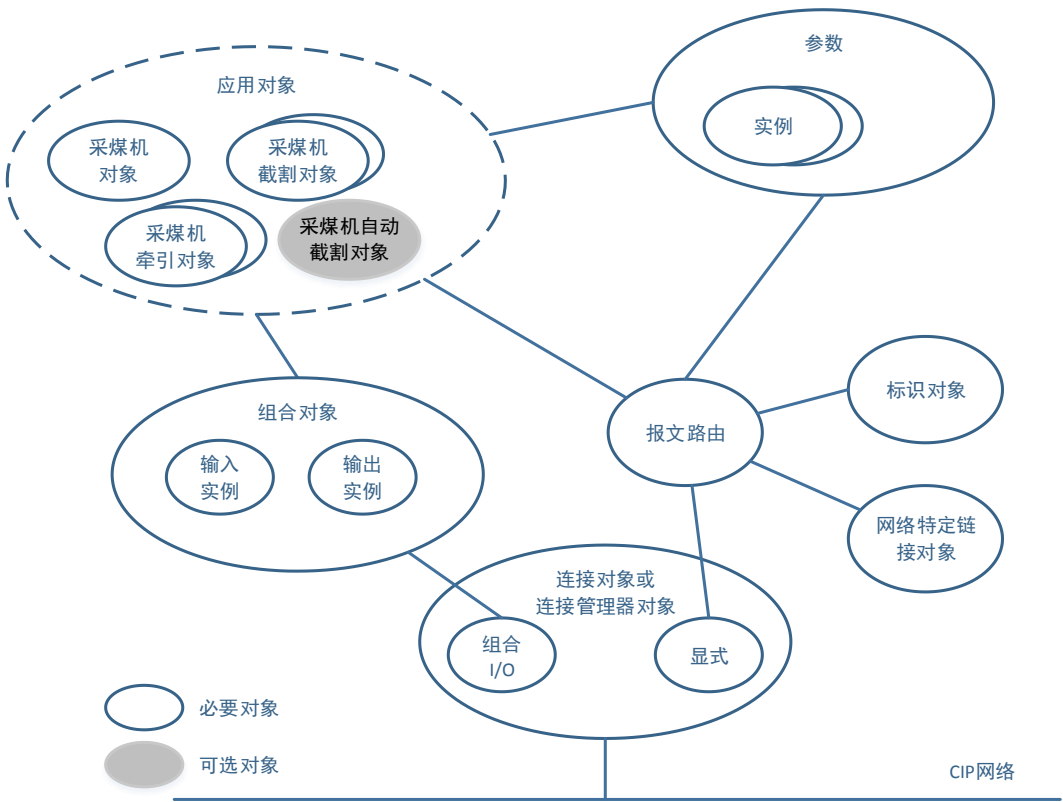 参数
应用对象
实例
采煤机
对象
采煤机
截割对象
采煤机
牵引对象
采煤机自动
截割对象
组合对象
输入
实例
输出
实例
报文路由
标识对象
网络特定链
接对象
连接对象或
连接管理器对象
组合
I/O
显式
必要对象
可选对象
CIP网络